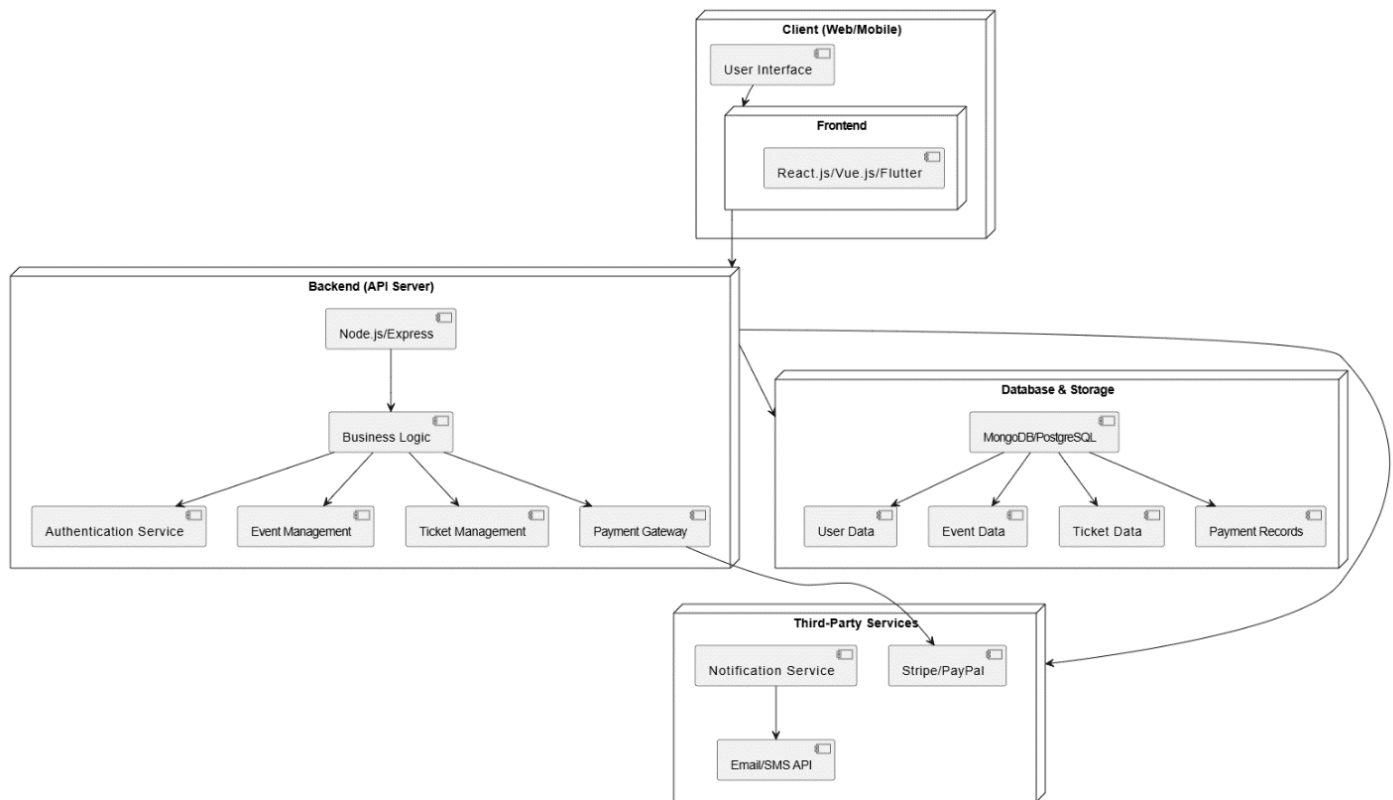 Client (Web/Mobile)
User Interface
Frontend
React.js/Vue.js/Flutter
Backend (API Server)
Node.js/Express
Business Logic
Authentication Service
Event Management
Ticket Management
Payment Gateway
Database & Storage
MongoDB/PostgreSQL
User Data
Event Data
Ticket Data
Payment Records
Third-Party Services
Notification Service
Stripe/PayPal
Email/SMS API